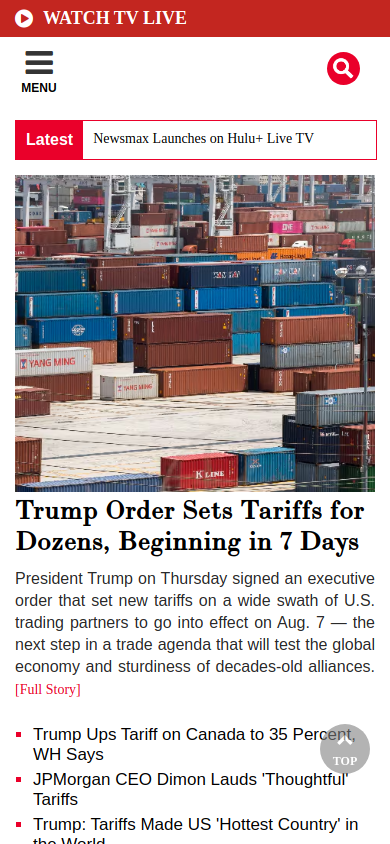 WATCH TV LIVE
MENU
Latest
Newsmax Launches on Hulu+ Live TV
YANG MING
YANG MING
K LINE
ONE
Trump Order Sets Tariffs for
Dozens, Beginning in 7 Days
President Trump on Thursday signed an executive
order that set new tariffs on a wide swath of U.S.
trading partners to go into effect on Aug. 7 — the
next step in a trade agenda that will test the global
economy and sturdiness of decades-old alliances.
[Full Story]
Trump Ups Tariff on Canada to 35 Percent,
WH Says
JPMorgan CEO Dimon Lauds 'Thoughtful'
Tariffs
TOP
Trump: Tariffs Made US 'Hottest Country' in
the World